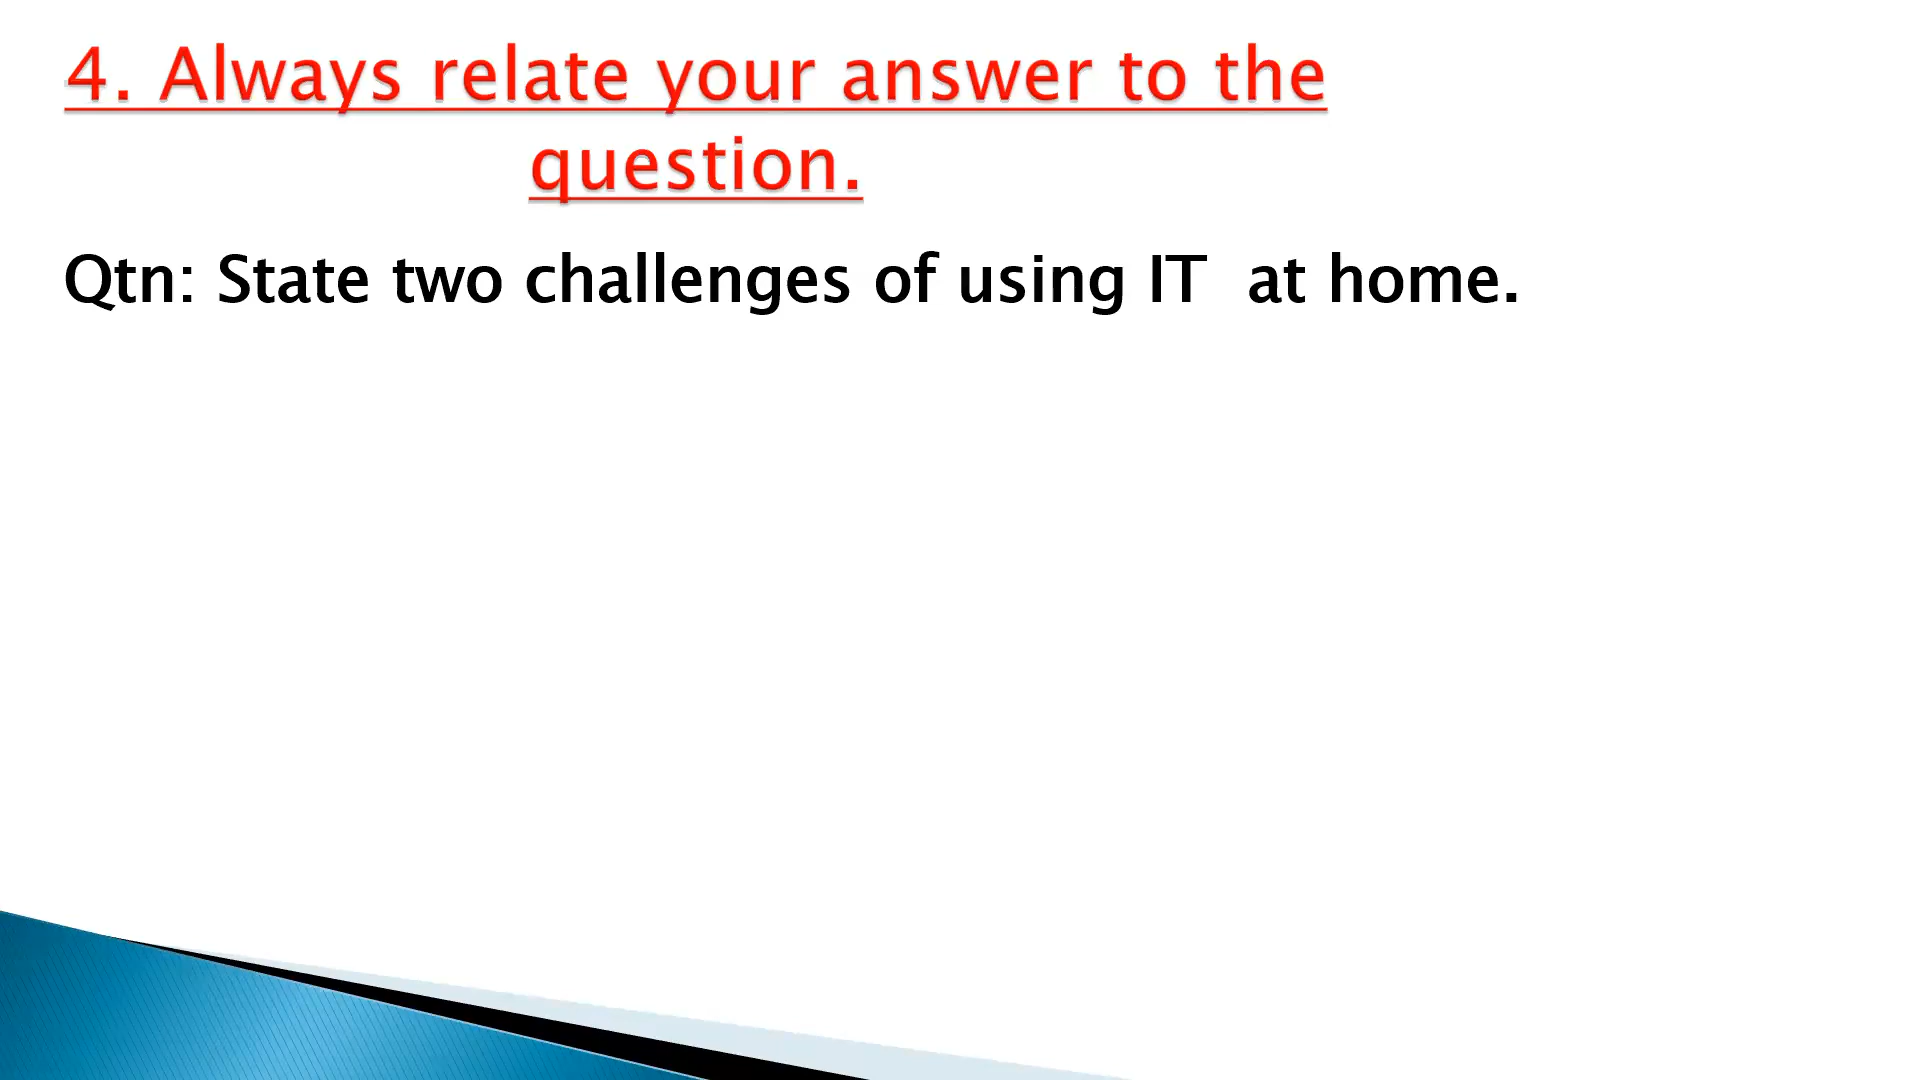 4. Always relate your answer to the
question.
Qtn: State two challenges of using IT  at home.